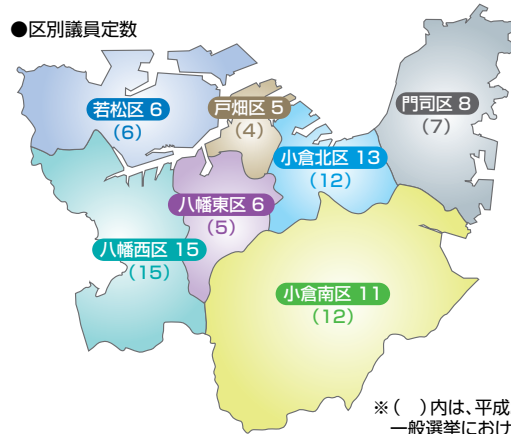 ●区別議員定数
若松区 6
(6)
戸畑区 5
(4)
門司区 8
(7)
小倉北区 13
(12)
八幡東区 6
(5)
八幡西区 15
(15)
小倉南区 11
(12)
※(　)内は、平成
一般選挙におけ